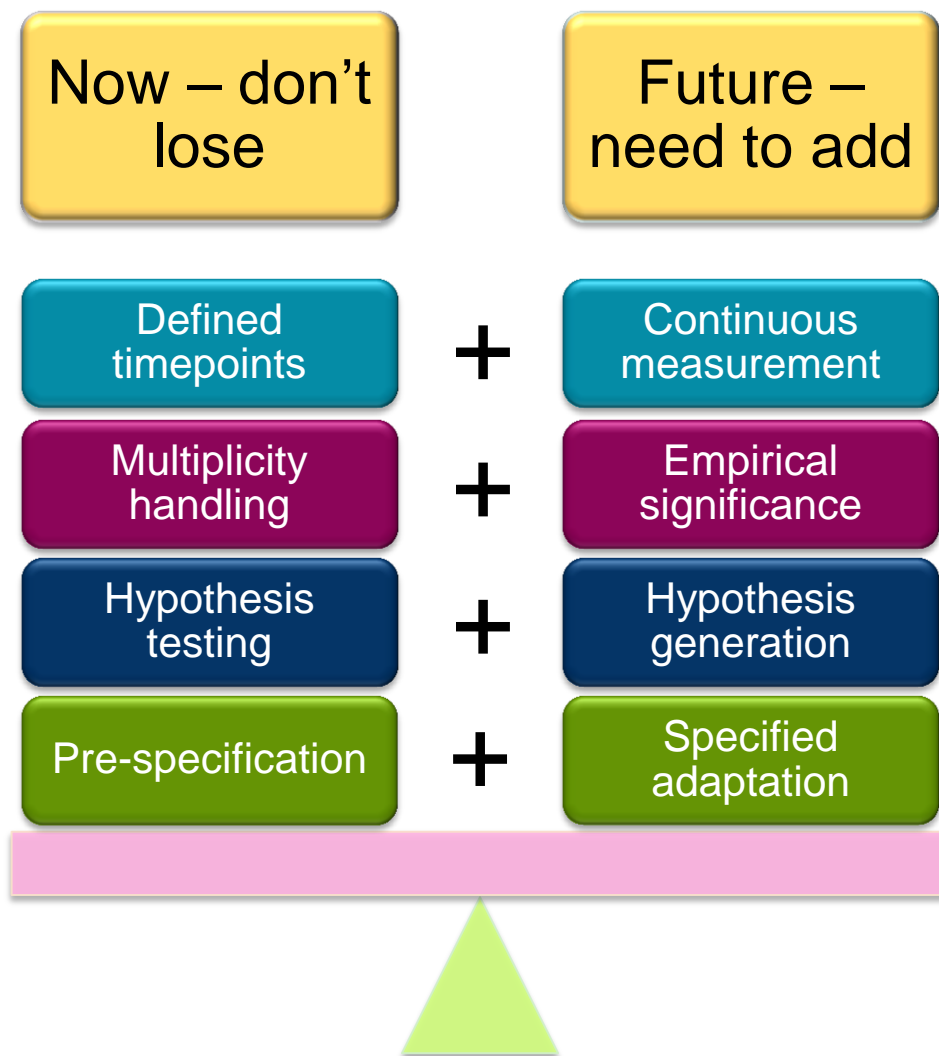 Now – don’t
lose
Future –
need to add
Defined
timepoints
+
Continuous
measurement
Multiplicity
handling
+
Empirical
significance
Hypothesis
testing
+
Hypothesis
generation
Pre-specification
+
Specified
adaptation